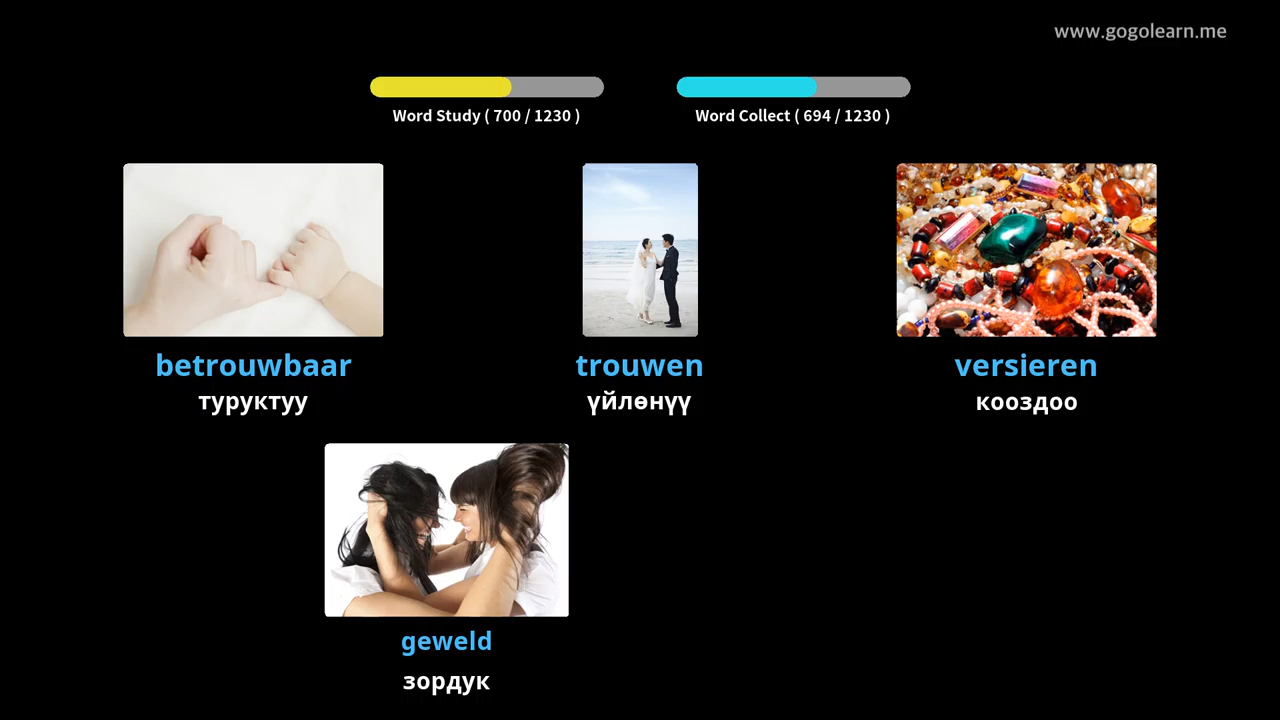 www.gogolearn.me
Word Study ( 700 / 1230 )
Word Collect ( 694 / 1230 )
betrouwbaar
туруктуу
trouwen
үйлөнүү
versieren
кооздоо
geweld
зордук